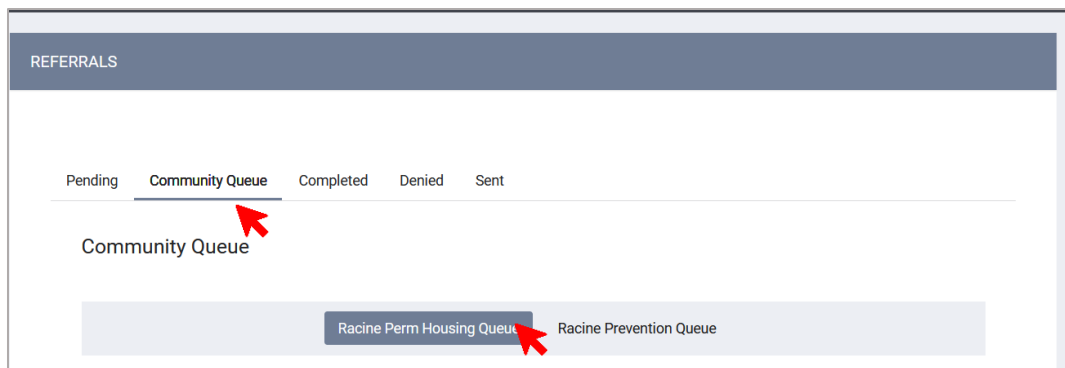 REFERRALS
Pending Community Queue Completed Denied Sent
Community Queue
Racine Perm Housing Queue Racine Prevention Queue